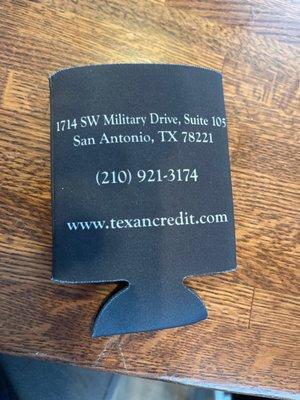 1714 SW Military Drive, Suite 105
San Antonio, TX 78221
(210) 921-3174
www.texancredit.com